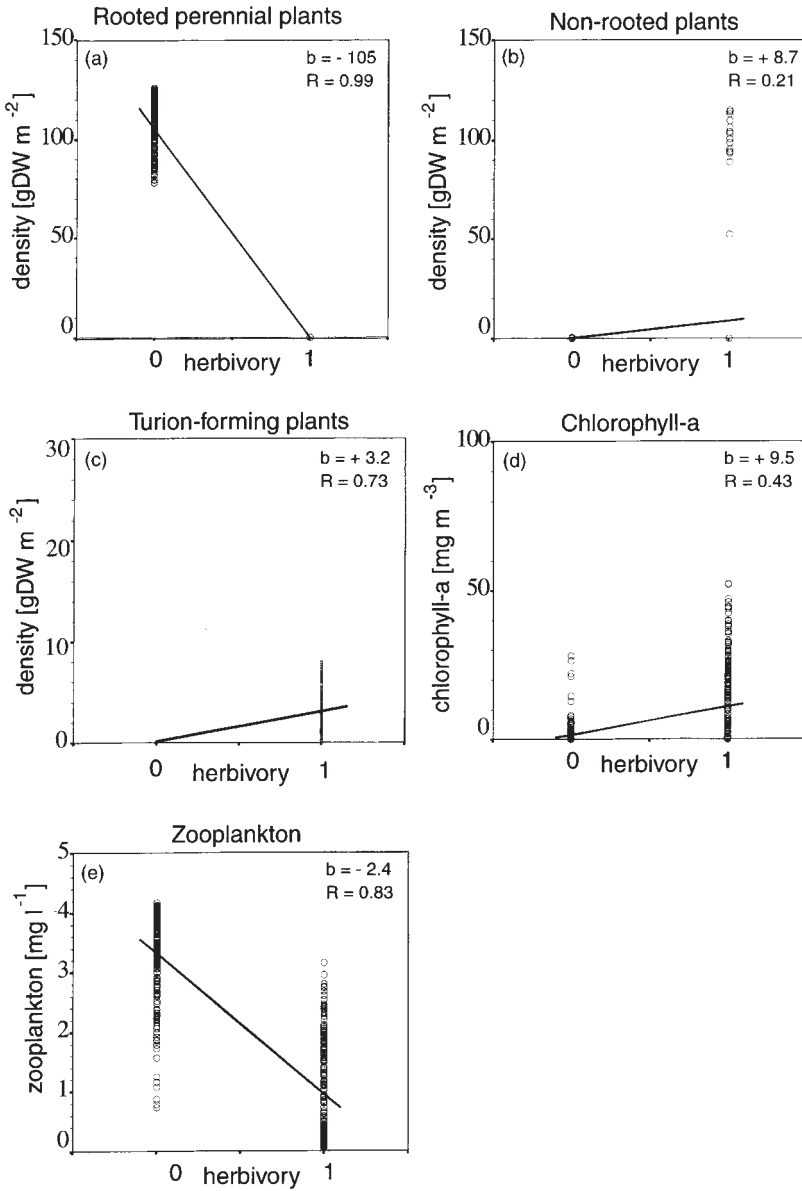 Rooted perennial plants
(a)
b = - 105
R = 0.99
density [gDW m -2]
150
100
50
0
0 herbivory 1
Non-rooted plants
(b)
b = + 8.7
R = 0.21
density [gDW m -2]
150
100
50
0
0 herbivory 1
Turion-forming plants
(c)
b = + 3.2
R = 0.73
density [gDW m -2]
30
20
10
0
0 herbivory 1
Chlorophyll-a
(d)
b = + 9.5
R = 0.43
chlorophyll-a [mg m -3]
100
50
0
0 herbivory 1
Zooplankton
(e)
b = - 2.4
R = 0.83
zooplankton [mg l -1]
5
4
3
2
1
0
0 herbivory 1